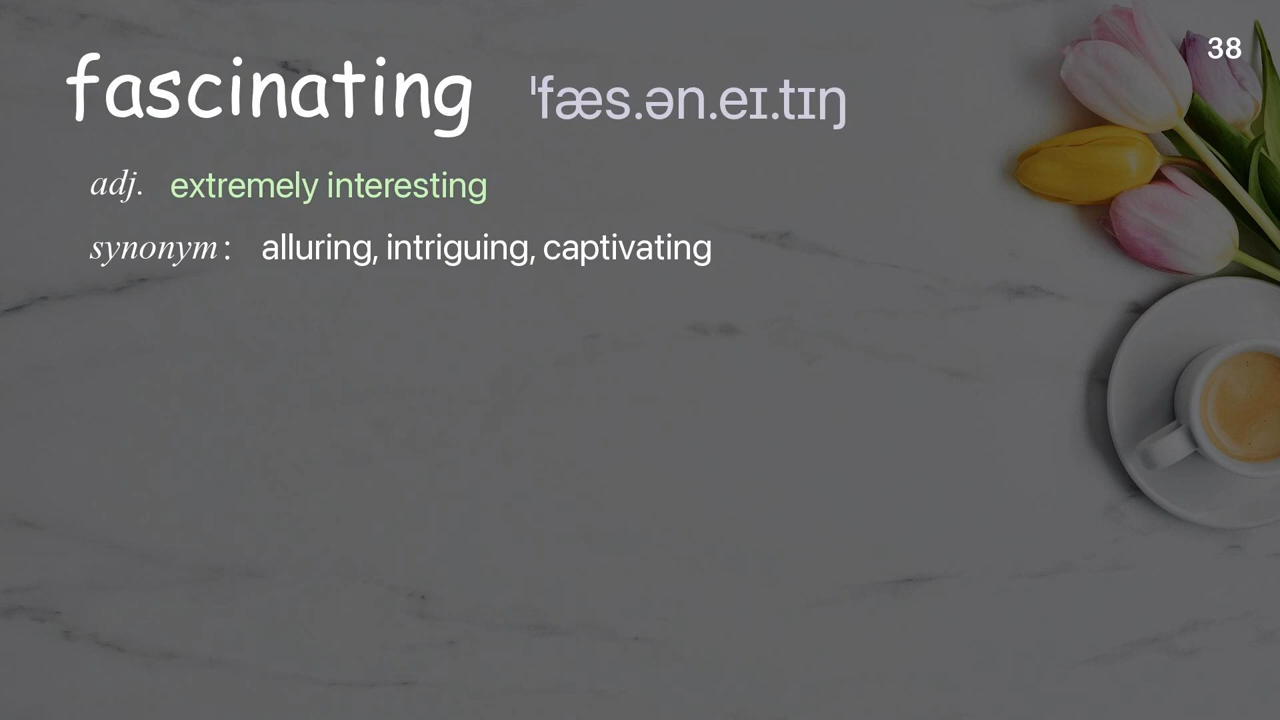 38
fascinating ˈfæs.ən.eɪ.tɪŋ
adj. extremely interesting
synonym: alluring, intriguing, captivating